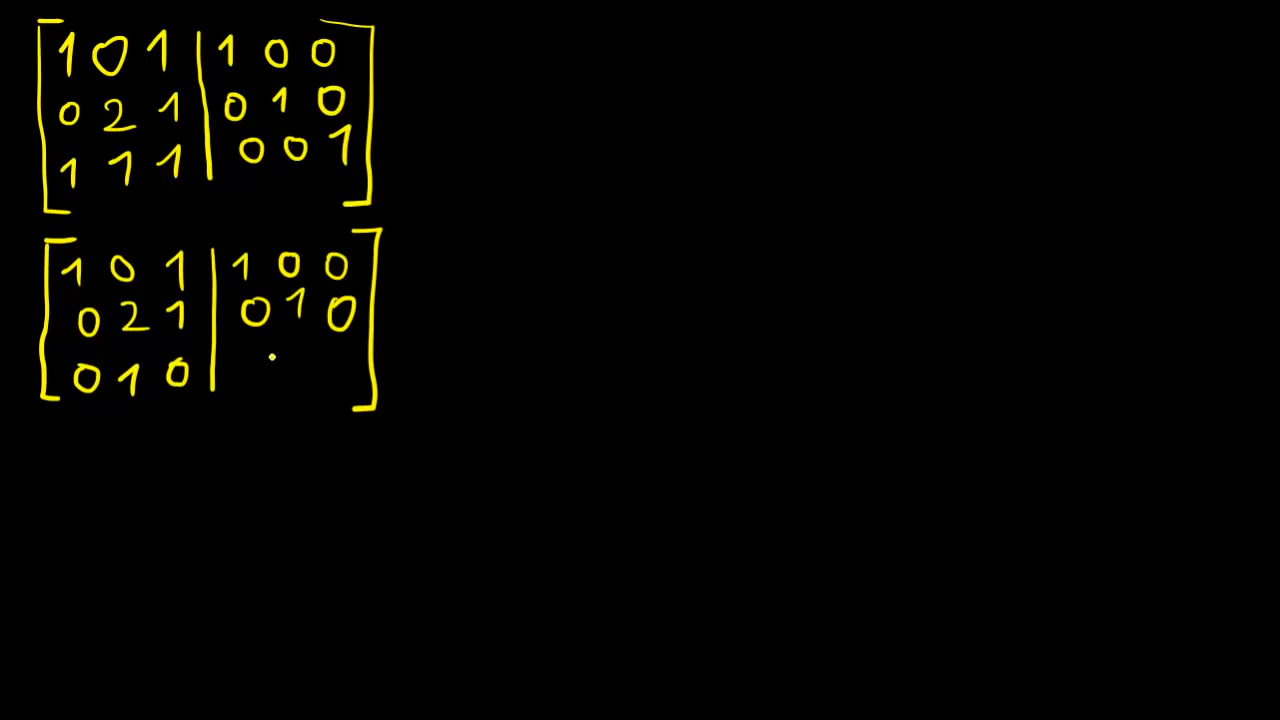 1 0 1 | 1 0 0
0 2 1 | 0 1 0
1 1 1 | 0 0 1
1 0 1 | 1 0 0
0 2 1 | 0 1 0
0 1 0 |